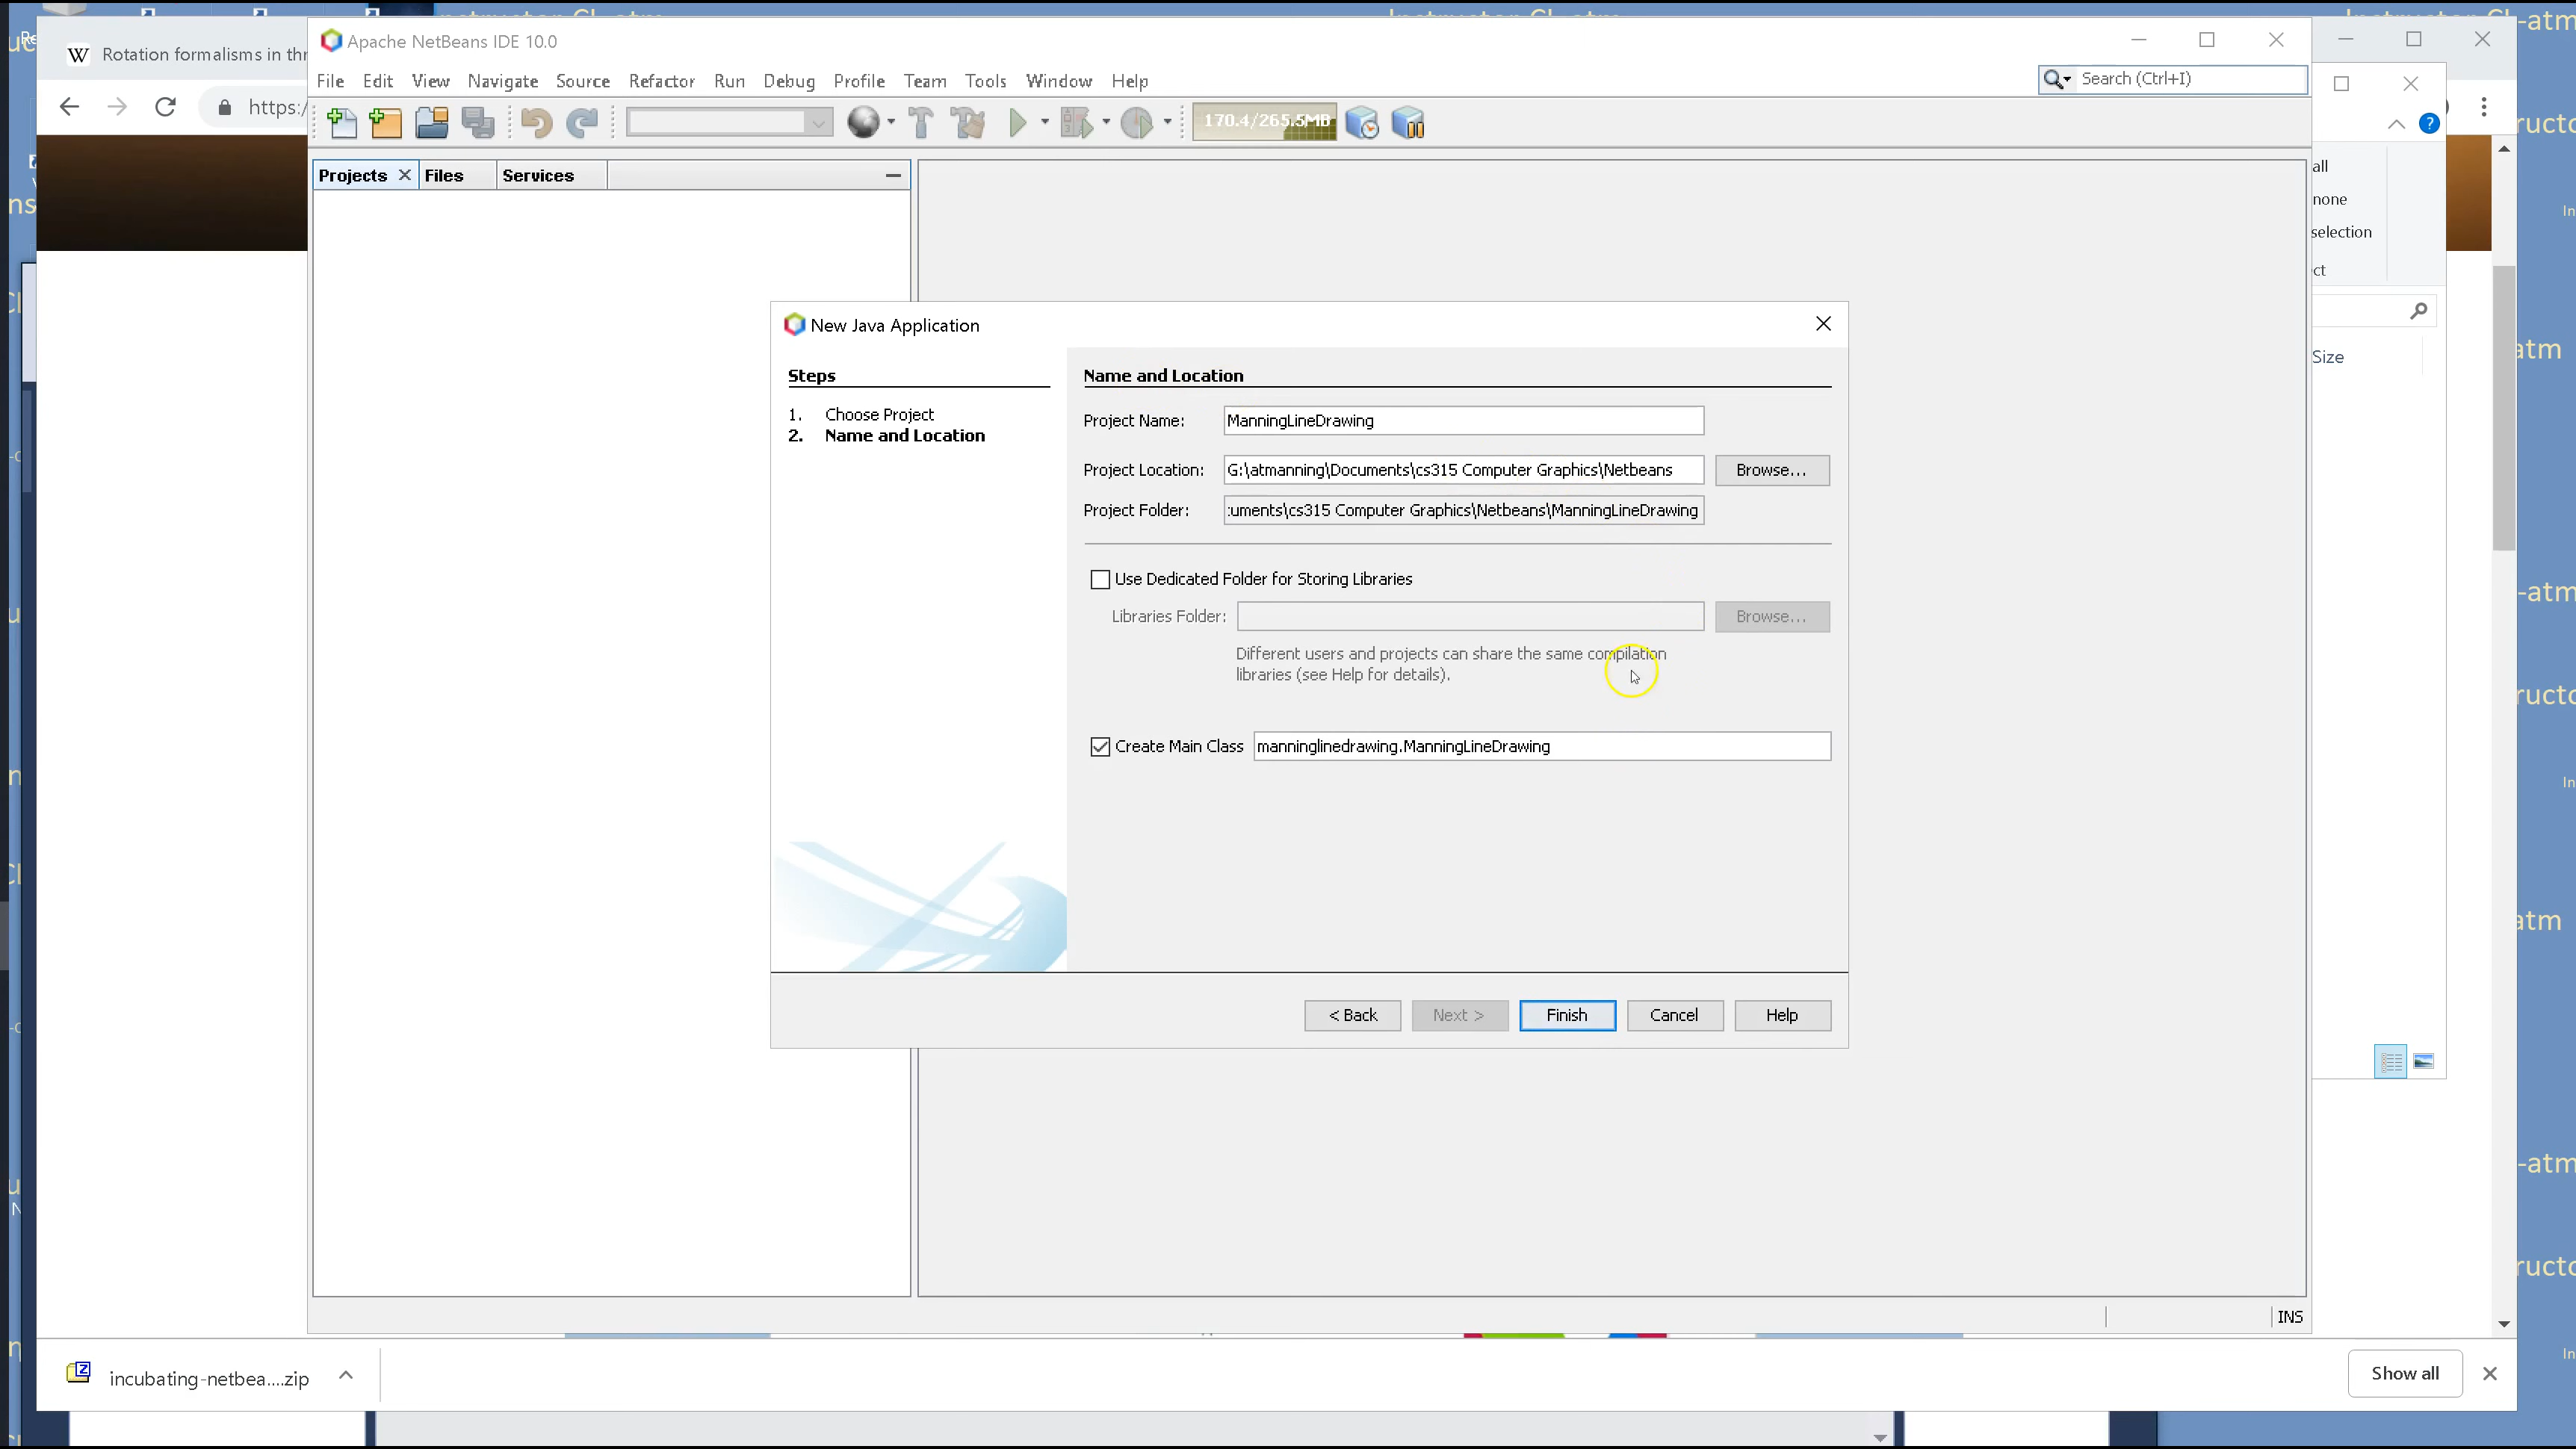 Instructor CI-atm
Rotation formalisms in thr
Apache NetBeans IDE 10.0
File Edit View Navigate Source Refactor Run Debug Profile Team Tools Window Help
Search (Ctrl+I)
https:/
170.4/265.5MB
Projects Files Services
all
none
selection
ct
Size
New Java Application
Steps
1. Choose Project
2. Name and Location
Name and Location
Project Name: ManningLineDrawing
Project Location: G:\atmanning\Documents\cs315 Computer Graphics\Netbeans Browse...
Project Folder: :uments\cs315 Computer Graphics\Netbeans\ManningLineDrawing
Use Dedicated Folder for Storing Libraries
Libraries Folder: Browse...
Different users and projects can share the same compilation
libraries (see Help for details).
Create Main Class manninglinedrawing.ManningLineDrawing
< Back Next > Finish Cancel Help
INS
incubating-netbea....zip
Show all